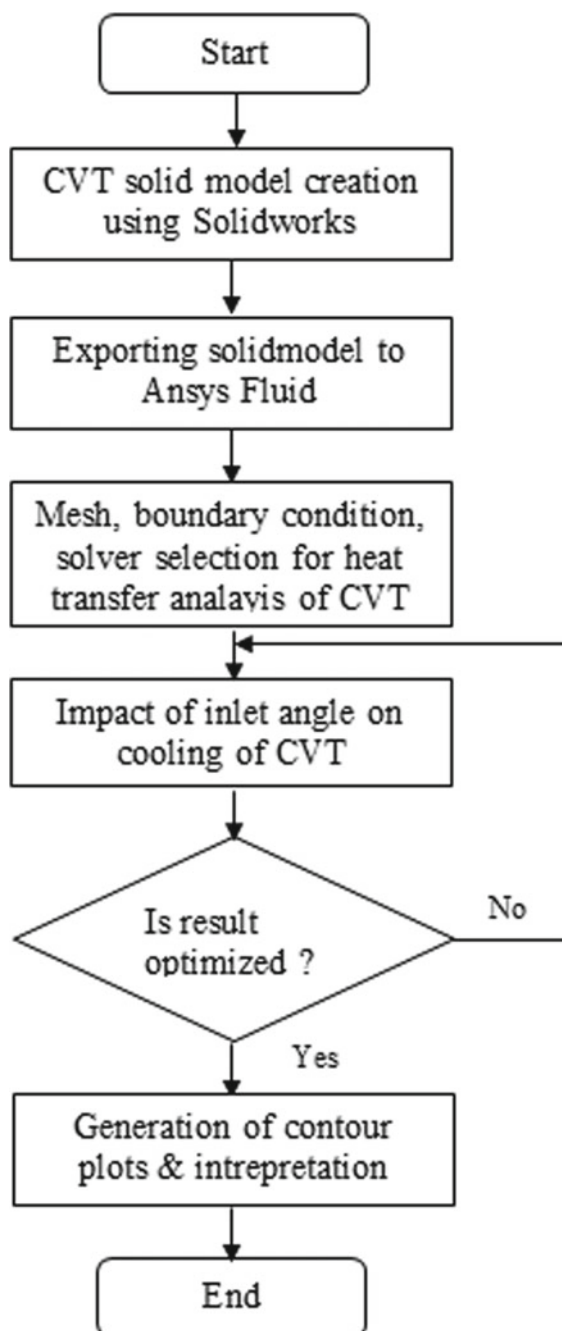 Start
CVT solid model creation
using Solidworks
Exporting solidmodel to
Ansys Fluid
Mesh, boundary condition,
solver selection for heat
transfer analavis of CVT
Impact of inlet angle on
cooling of CVT
Is result
optimized ?
No
Yes
Generation of contour
plots & intrepretation
End